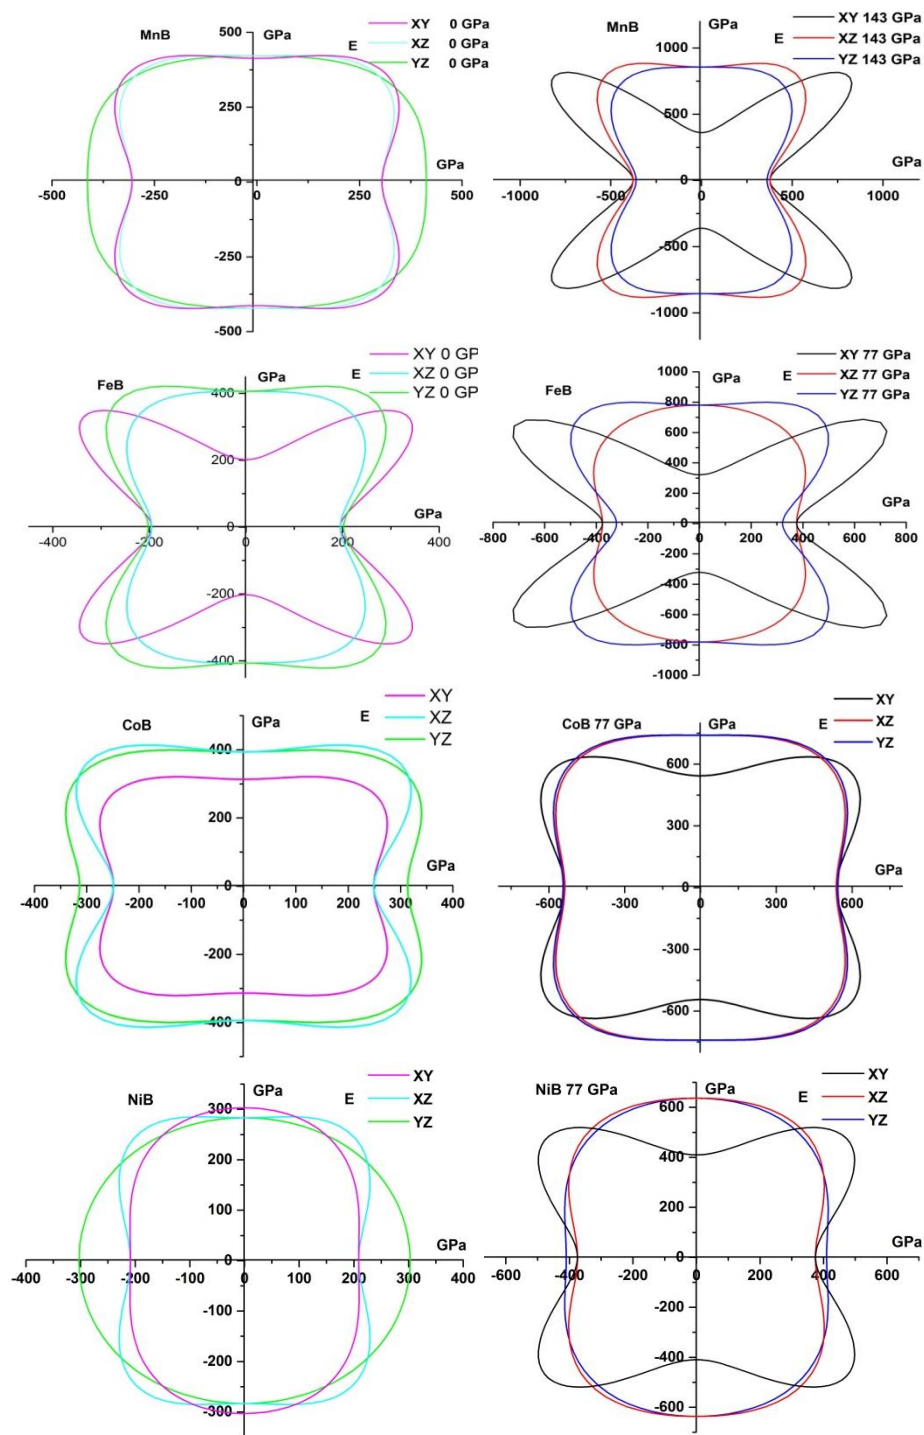 500
GPa
MnB
E
XY 0 GPa
XZ 0 GPa
YZ 0 GPa
250
GPa
0
-500 -250 0 250 500
-250
-500
GPa
MnB
E
XY 143 GPa
XZ 143 GPa
YZ 143 GPa
1000
500
GPa
0
-1000 -500 0 500 1000
-500
-1000
XY 0 GP
XZ 0 GP
YZ 0 GP
GPa
E
FeB
400
200
GPa
0
-400 -200 0 200 400
-200
-400
1000
GPa
E
XY 77 GPa
XZ 77 GPa
YZ 77 GPa
FeB
800
600
400
200
GPa
0
-800 -600 -400 -200 0 200 400 600 800
-200
-400
-600
-800
-1000
CoB
GPa
E
XY
XZ
YZ
400
200
GPa
0
-400 -300 -200 -100 0 100 200 300 400
-200
-400
CoB 77 GPa
GPa
E
XY
XZ
YZ
600
300
GPa
0
-600 -300 0 300 600
-300
-600
NiB
GPa
E
XY
XZ
YZ
300
200
100
GPa
0
-400 -300 -200 -100 0 100 200 300 400
-100
-200
-300
NiB 77 GPa
GPa
E
XY
XZ
YZ
600
400
200
GPa
0
-600 -400 -200 0 200 400 600
-200
-400
-600